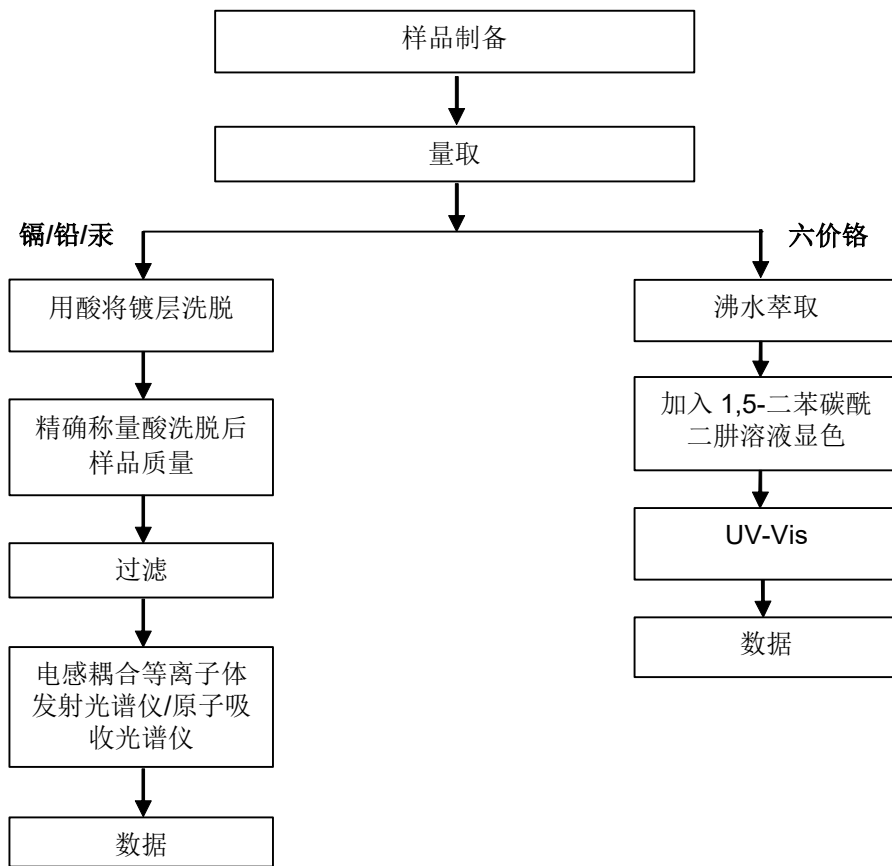 样品制备
量取
镉/铅/汞
六价铬
用酸将镀层洗脱
精确称量酸洗脱后
样品质量
过滤
电感耦合等离子体
发射光谱仪/原子吸
收光谱仪
数据
沸水萃取
加入 1,5-二苯碳酰
二肼溶液显色
UV-Vis
数据